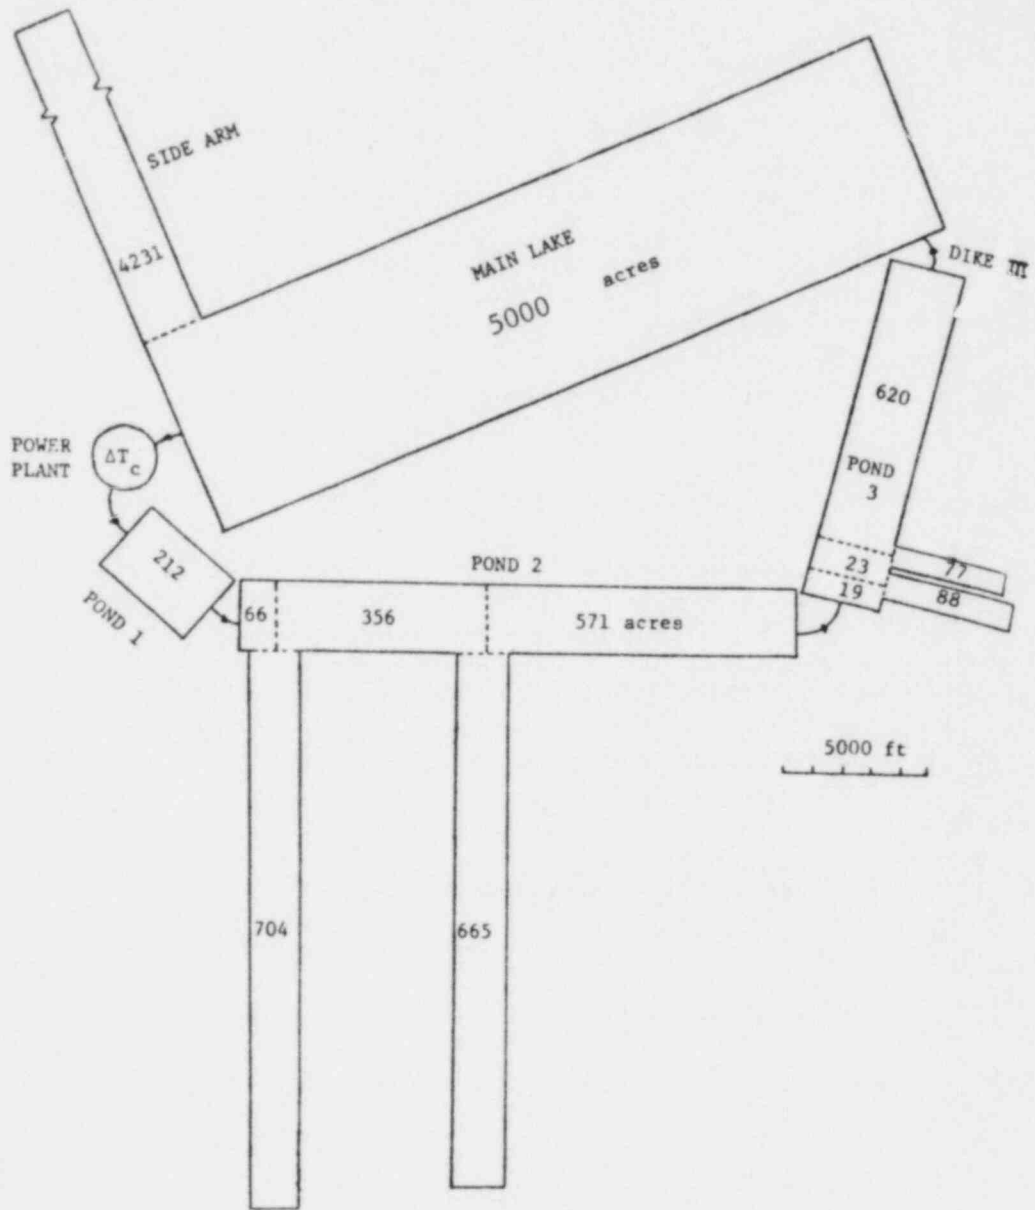 SIDE ARM
4231
MAIN LAKE
5000 acres
DIKE III
620
POWER
PLANT
ΔTc
POND
3
212
POND 1
POND 2
23
77
19
88
66
356
571 acres
5000 ft
704
665